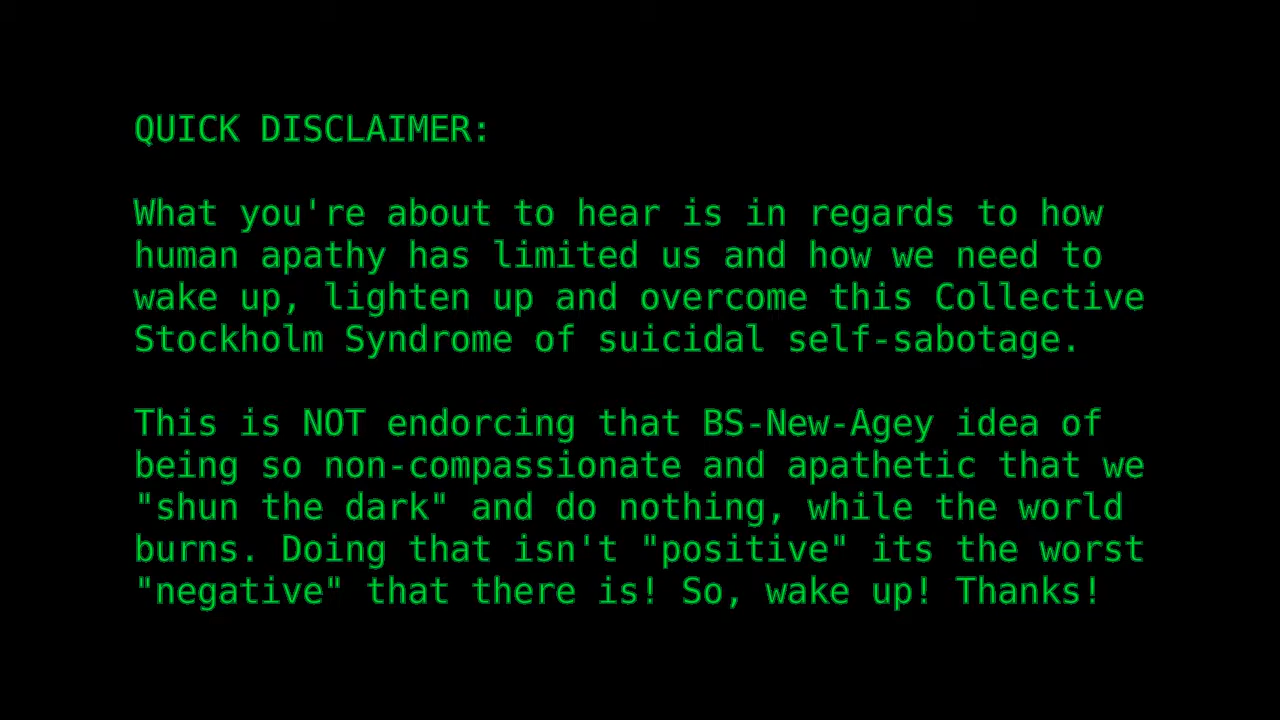 QUICK DISCLAIMER:
What you're about to hear is in regards to how
human apathy has limited us and how we need to
wake up, lighten up and overcome this Collective
Stockholm Syndrome of suicidal self-sabotage.
This is NOT endorcing that BS-New-Agey idea of
being so non-compassionate and apathetic that we
"shun the dark" and do nothing, while the world
burns. Doing that isn't "positive" its the worst
"negative" that there is! So, wake up! Thanks!